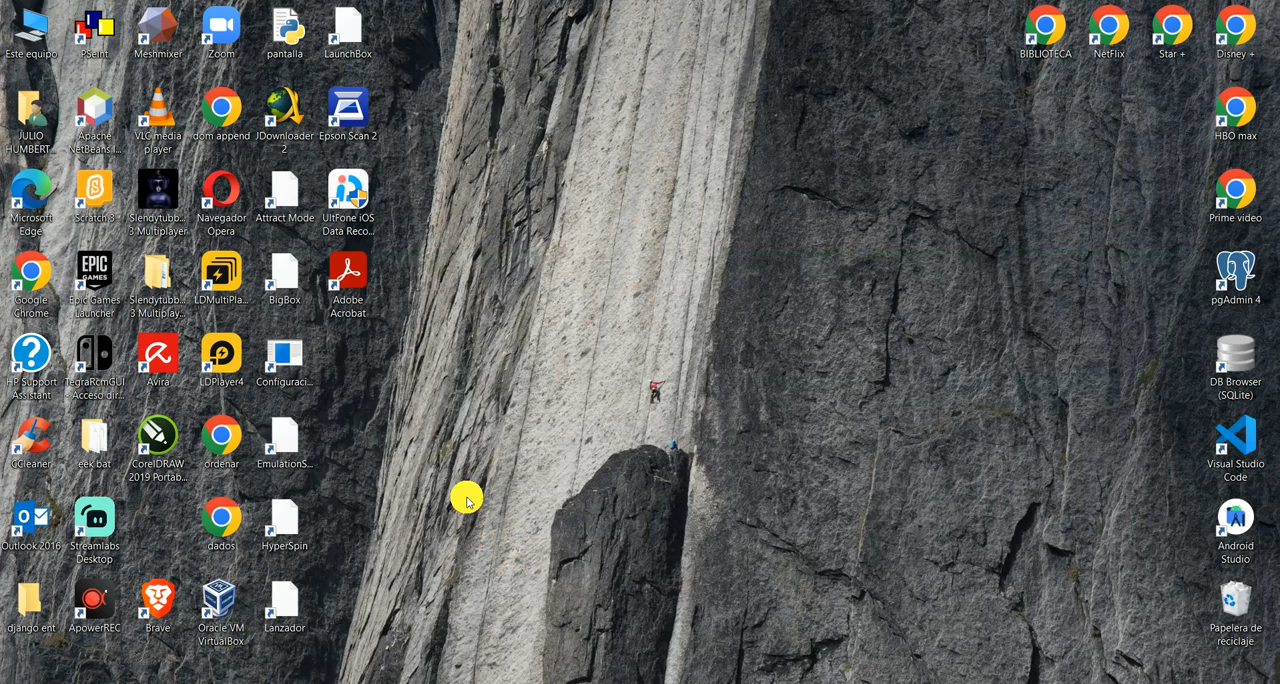 Este equipo
PSeInt
Meshmixer
Zoom
pantalla
LaunchBox
BIBLIOTECA
NetFlix
Star +
Disney +
JULIO
HUMBERT...
Apache
NetBeans I...
VLC media
player
dom append
JDownloader
2
Epson Scan 2
HBO max
Microsoft
Edge
Scratch 3
Slendytubb...
3 Multiplayer
Navegador
Opera
Attract Mode
UltFone iOS
Data Reco...
Prime video
Google
Chrome
EPIC
GAMES
Epic Games
Launcher
Slendytubb...
3 Multiplay...
LDMultiPla...
BigBox
Adobe
Acrobat
pgAdmin 4
HP Support
Assistant
TegraRcmGUI
- Acceso dir...
Avira
LDPlayer4
Configuraci...
DB Browser
(SQLite)
CCleaner
eek bat
CorelDRAW
2019 Portab...
ordenar
EmulationS...
Visual Studio
Code
Outlook 2016
Streamlabs
Desktop
dados
HyperSpin
Android
Studio
django ent
ApowerREC
Brave
Oracle VM
VirtualBox
Lanzador
Papelera de
reciclaje